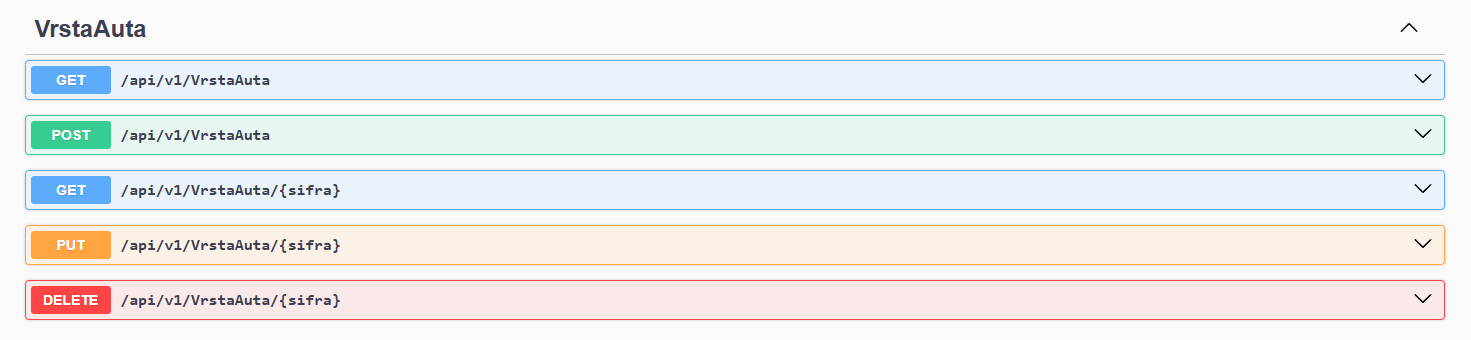 VrstaAuta
GET /api/v1/VrstaAuta
POST /api/v1/VrstaAuta
GET /api/v1/VrstaAuta/{sifra}
PUT /api/v1/VrstaAuta/{sifra}
DELETE /api/v1/VrstaAuta/{sifra}